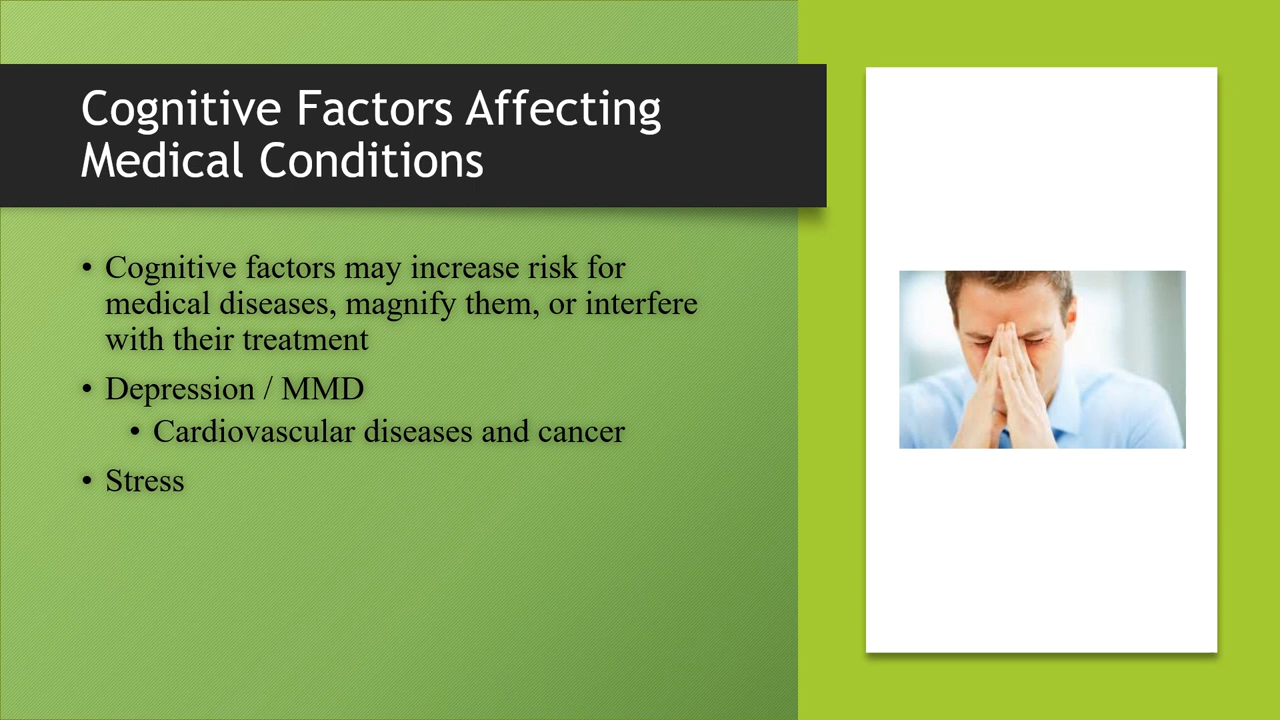 Cognitive Factors Affecting
Medical Conditions
• Cognitive factors may increase risk for
medical diseases, magnify them, or interfere
with their treatment
• Depression / MMD
• Cardiovascular diseases and cancer
• Stress